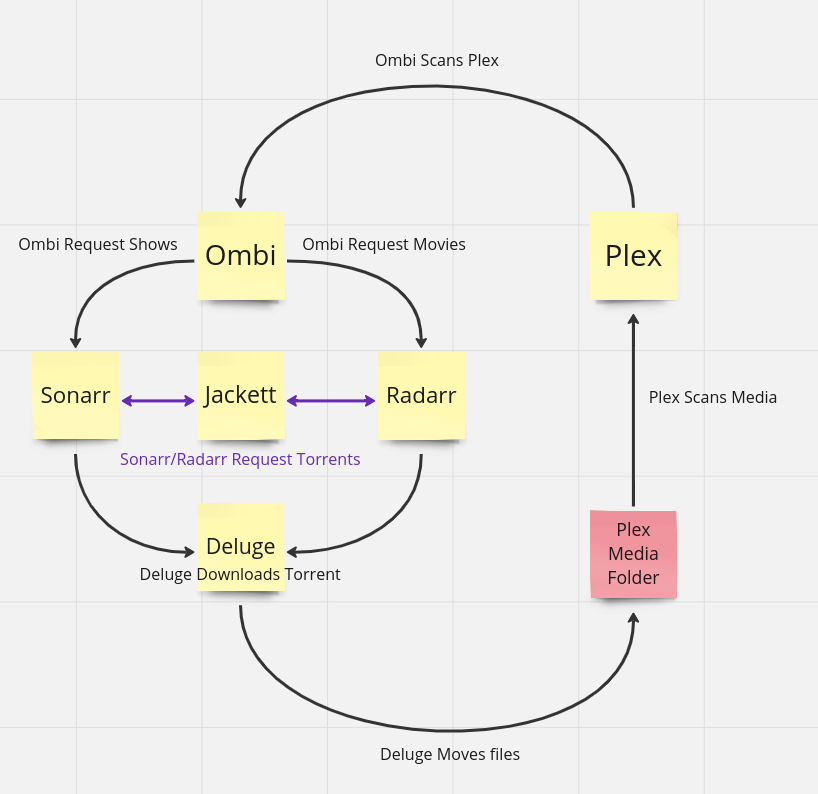 Ombi Scans Plex
Ombi Request Shows
Ombi
Ombi Request Movies
Plex
Sonarr
Jackett
Radarr
Plex Scans Media
Sonarr/Radarr Request Torrents
Deluge
Deluge Downloads Torrent
Plex
Media
Folder
Deluge Moves files